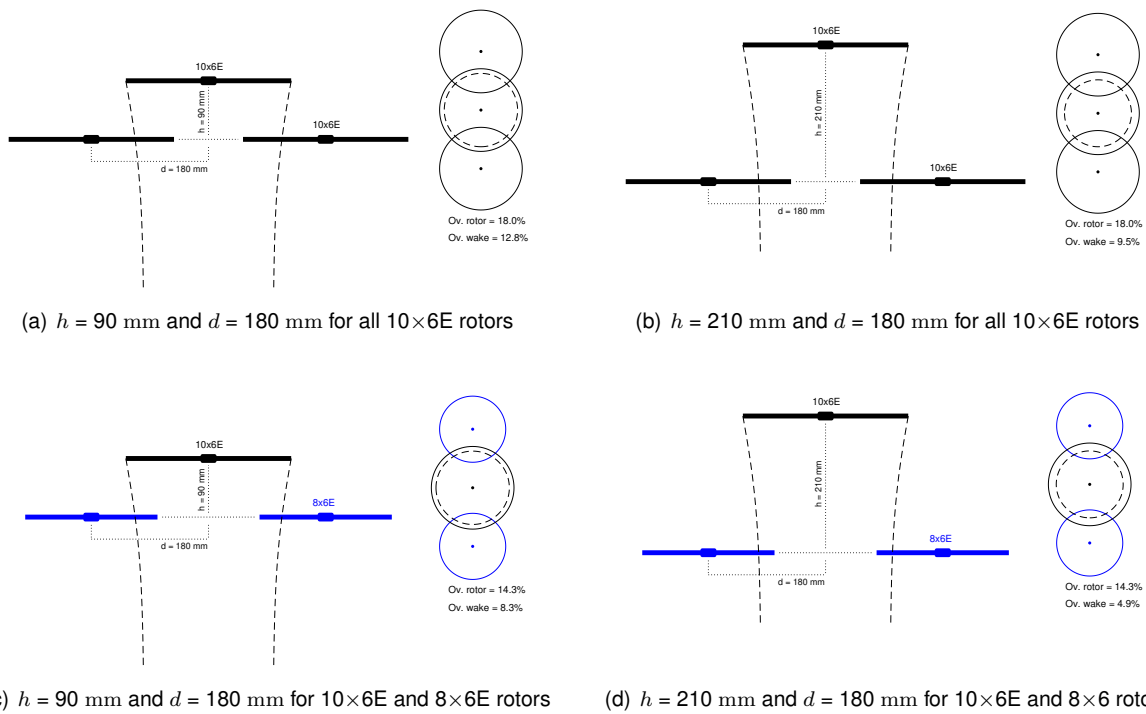 10x6E
h = 90 mm
10x6E
d = 180 mm
Ov. rotor = 18.0%
Ov. wake = 12.8%
(a) h = 90 mm and d = 180 mm for all 10×6E rotors
10x6E
h = 210 mm
10x6E
d = 180 mm
Ov. rotor = 18.0%
Ov. wake = 9.5%
(b) h = 210 mm and d = 180 mm for all 10×6E rotors
10x6E
h = 90 mm
8x6E
d = 180 mm
Ov. rotor = 14.3%
Ov. wake = 8.3%
) h = 90 mm and d = 180 mm for 10×6E and 8×6E rotors
10x6E
h = 210 mm
8x6E
d = 180 mm
Ov. rotor = 14.3%
Ov. wake = 4.9%
(d) h = 210 mm and d = 180 mm for 10×6E and 8×6 roto